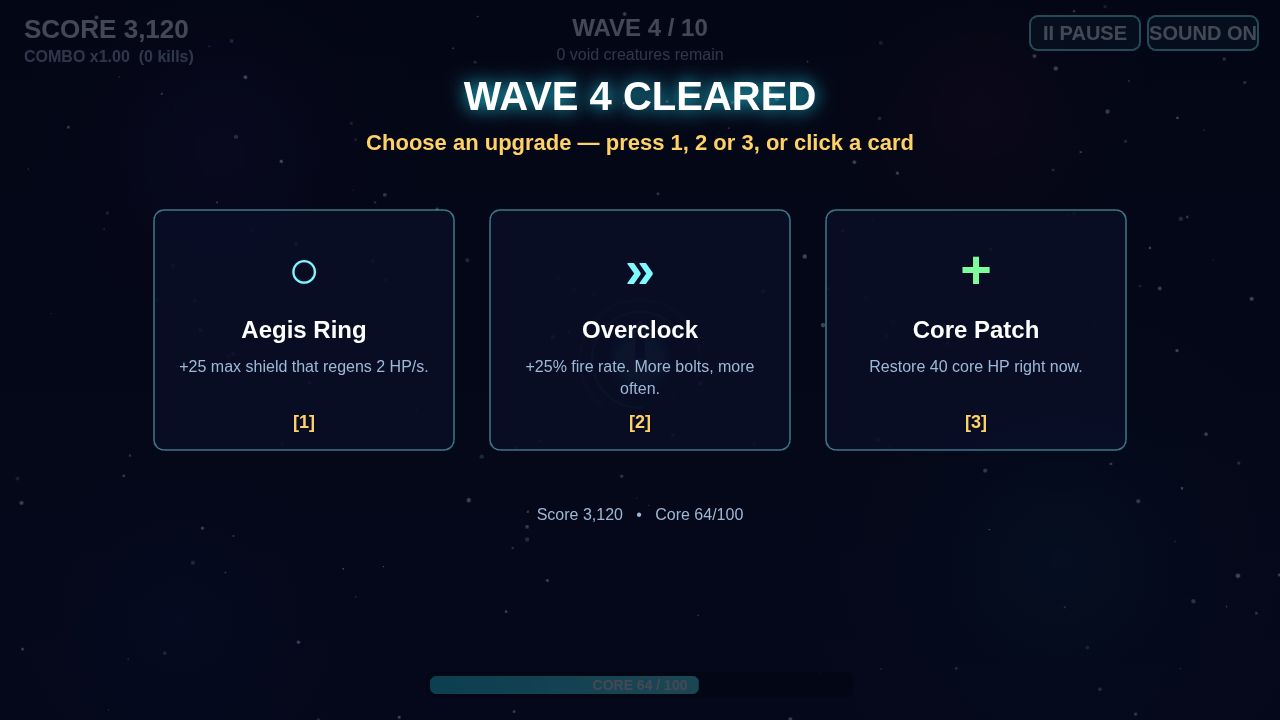 SCORE 3,120
COMBO x1.00  (0 kills)
WAVE 4 / 10
0 void creatures remain
II PAUSE
SOUND ON
WAVE 4 CLEARED
Choose an upgrade — press 1, 2 or 3, or click a card
○
Aegis Ring
+25 max shield that regens 2 HP/s.
[1]
»
Overclock
+25% fire rate. More bolts, more
often.
[2]
+
Core Patch
Restore 40 core HP right now.
[3]
Score 3,120  •  Core 64/100
CORE 64 / 100